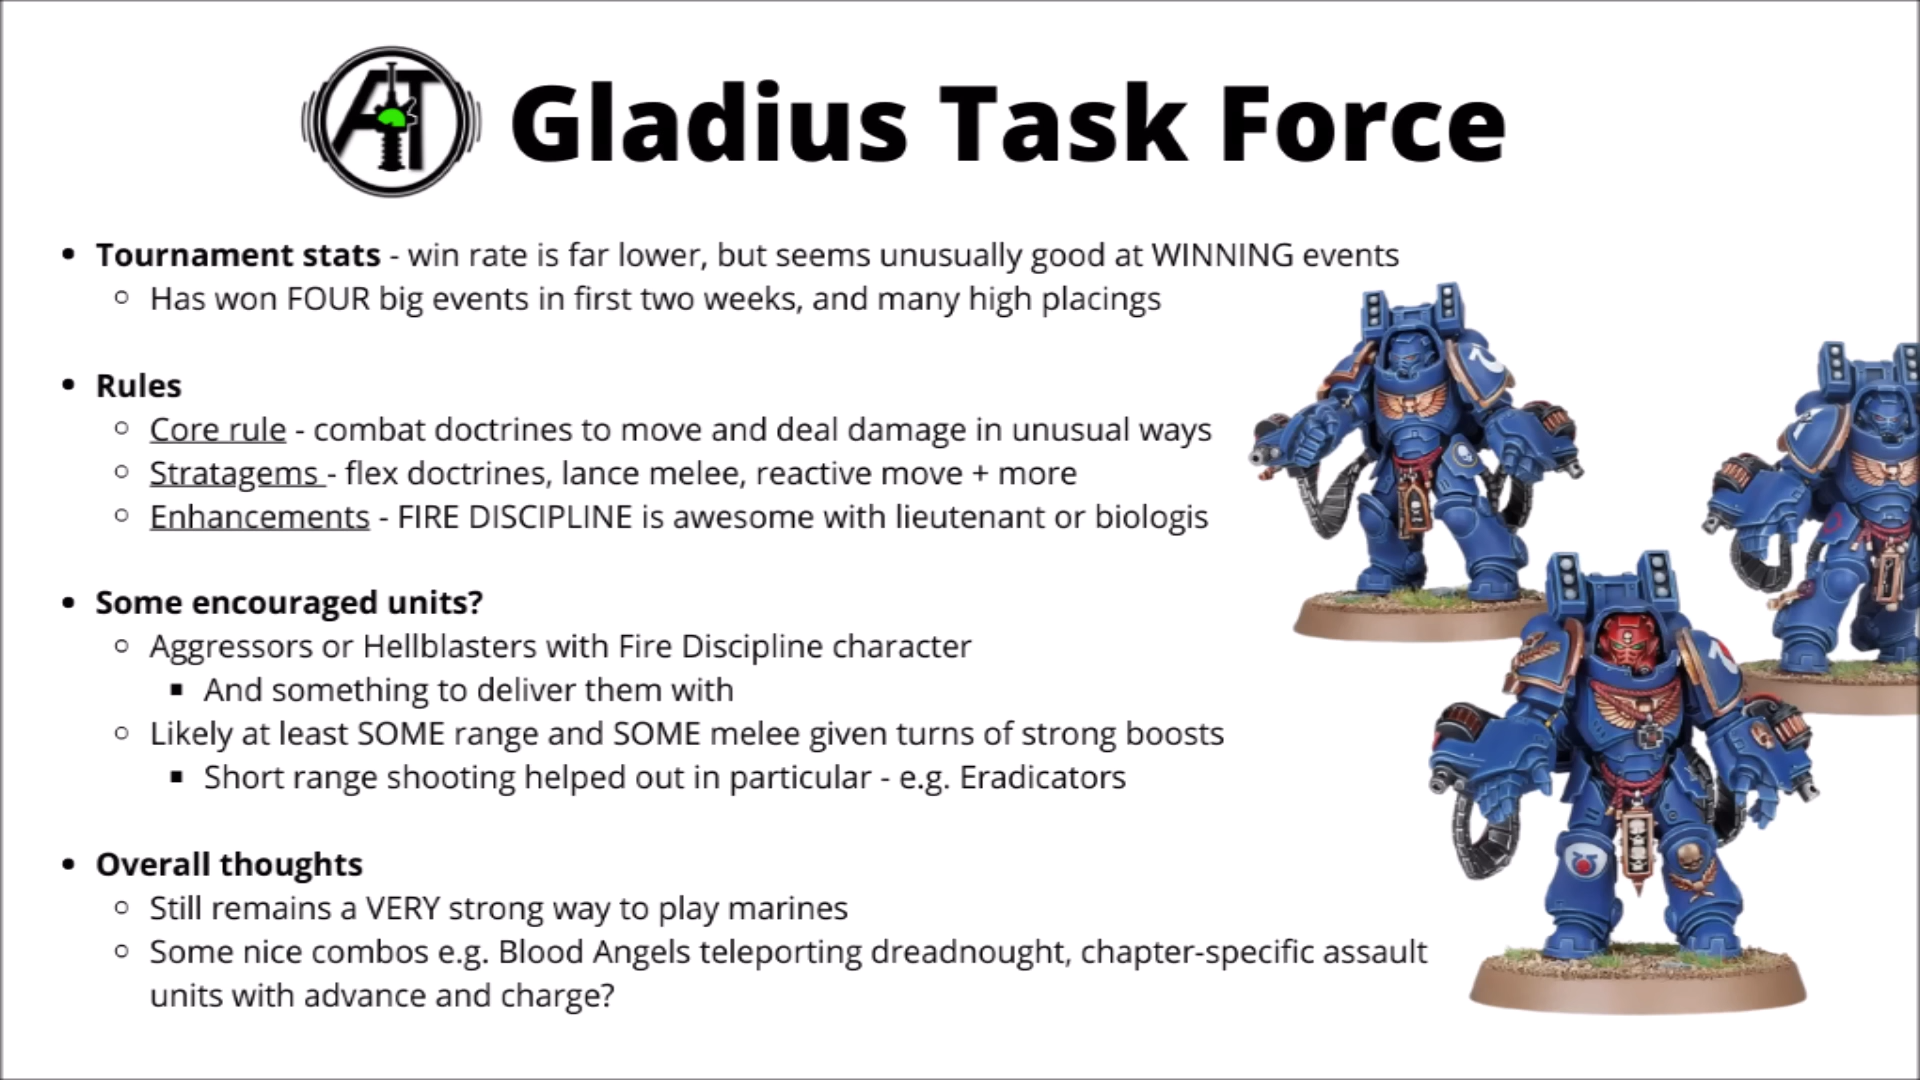 AT
Gladius Task Force
• Tournament stats - win rate is far lower, but seems unusually good at WINNING events
○ Has won FOUR big events in first two weeks, and many high placings
• Rules
○ Core rule - combat doctrines to move and deal damage in unusual ways
○ Stratagems - flex doctrines, lance melee, reactive move + more
○ Enhancements - FIRE DISCIPLINE is awesome with lieutenant or biologis
• Some encouraged units?
○ Aggressors or Hellblasters with Fire Discipline character
▪ And something to deliver them with
○ Likely at least SOME range and SOME melee given turns of strong boosts
▪ Short range shooting helped out in particular - e.g. Eradicators
• Overall thoughts
○ Still remains a VERY strong way to play marines
○ Some nice combos e.g. Blood Angels teleporting dreadnought, chapter-specific assault
units with advance and charge?